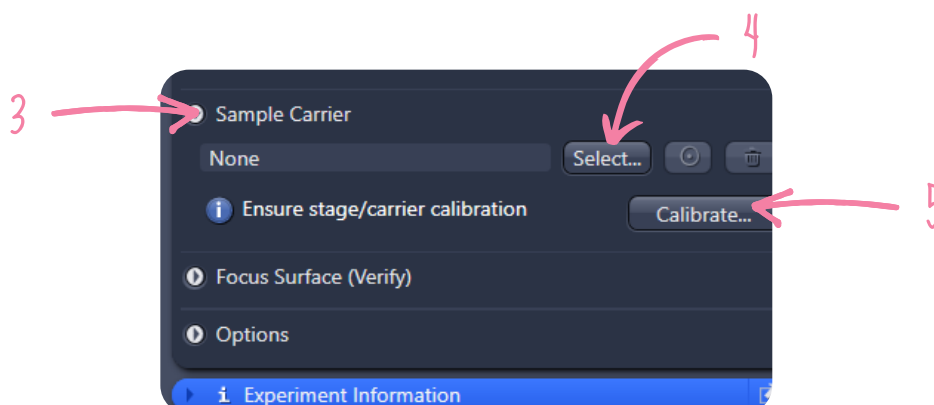 4
3
Sample Carrier
None
Select...
Ensure stage/carrier calibration
Calibrate...
5
Focus Surface (Verify)
Options
i Experiment Information